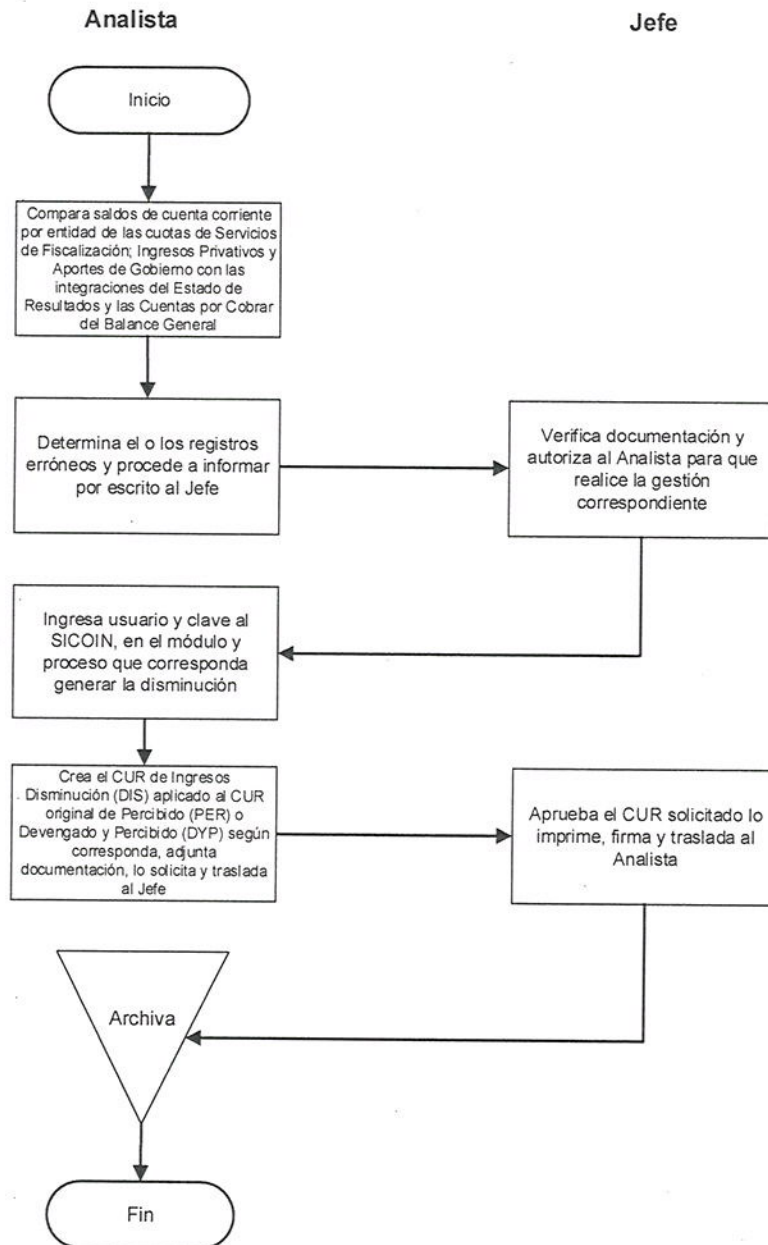 Analista
Jefe
Inicio
Compara saldos de cuenta corriente
por entidad de las cuotas de Servicios
de Fiscalización; Ingresos Privativos y
Aportes de Gobierno con las
integraciones del Estado de
Resultados y las Cuentas por Cobrar
del Balance General
Determina el o los registros
erróneos y procede a informar
por escrito al Jefe
Verifica documentación y
autoriza al Analista para que
realice la gestión
correspondiente
Ingresa usuario y clave al
SICOIN, en el módulo y
proceso que corresponda
generar la disminución
Crea el CUR de Ingresos
Disminución (DIS) aplicado al CUR
original de Percibido (PER) o
Devengado y Percibido (DYP) según
corresponda, adjunta
documentación, lo solicita y traslada
al Jefe
Aprueba el CUR solicitado lo
imprime, firma y traslada al
Analista
Archiva
Fin